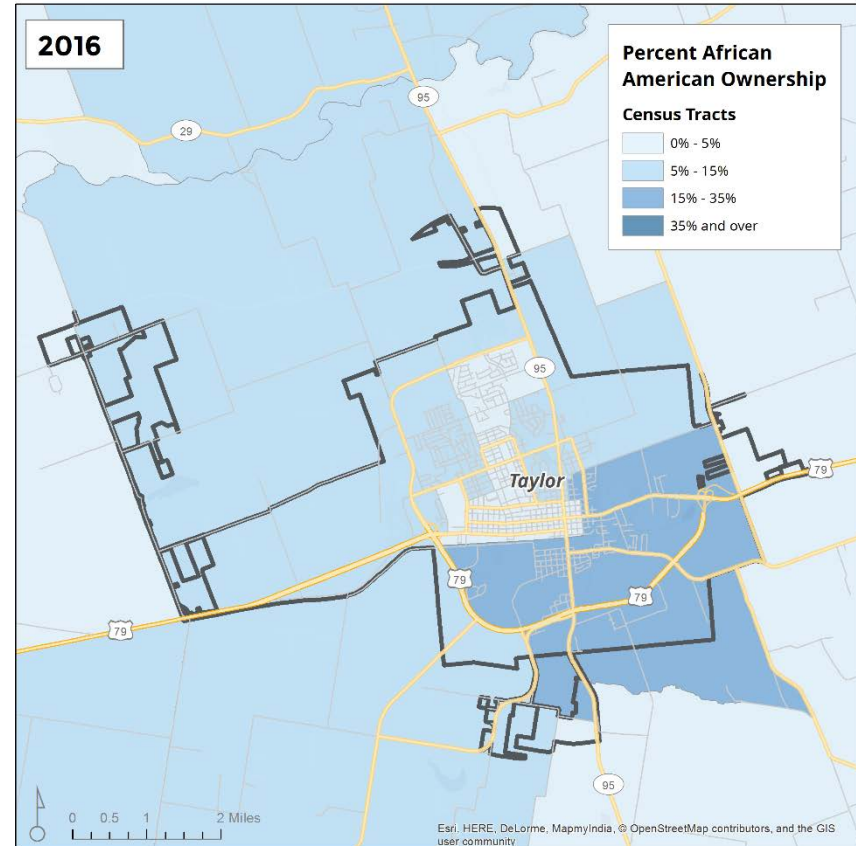 2016
Percent African
American Ownership
Census Tracts
0% - 5%
5% - 15%
15% - 35%
35% and over
95
29
95
Taylor
79
79
79
79
95
0 0.5 1 2 Miles
Esri, HERE, DeLorme, MapmyIndia, © OpenStreetMap contributors, and the GIS
user community